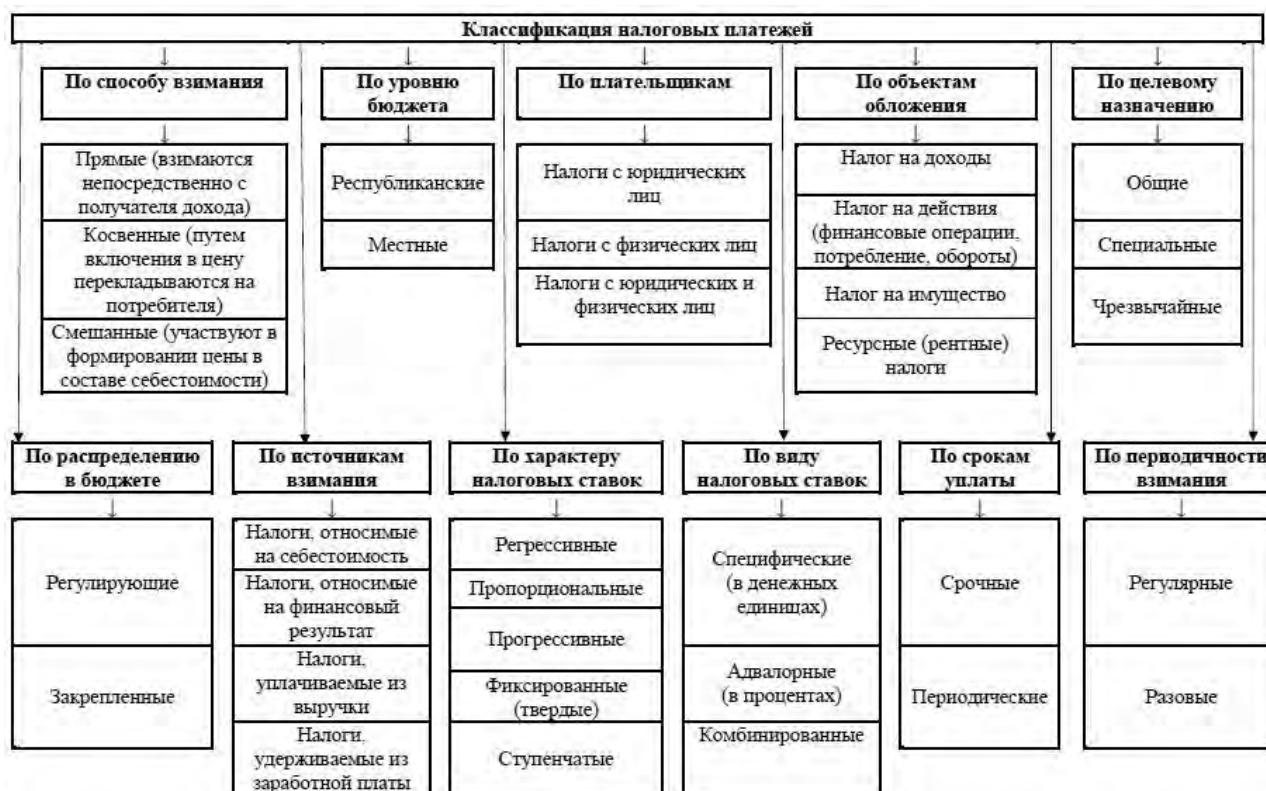 Классификация налоговых платежей
По способу взимания
Прямые (взимаются
непосредственно с
получателя дохода)
Косвенные (путем
включения в цену
перекладываются на
потребителя)
Смешанные (участвуют в
формировании цены в
составе себестоимости)
По уровню
бюджета
Республиканские
Местные
По плательщикам
Налоги с юридических
лиц
Налоги с физических лиц
Налоги с юридических и
физических лиц
По объектам
обложения
Налог на доходы
Налог на действия
(финансовые операции,
потребление, обороты)
Налог на имущество
Ресурсные (рентные)
налоги
По целевому
назначению
Общие
Специальные
Чрезвычайные
По распределению
в бюджете
Регулирующие
Закрепленные
По источникам
взимания
Налоги, относимые
на себестоимость
Налоги, относимые
на финансовый
результат
Налоги,
уплачиваемые из
выручки
Налоги,
удерживаемые из
заработной платы
По характеру
налоговых ставок
Регрессивные
Пропорциональные
Прогрессивные
Фиксированные
(твердые)
Ступенчатые
По виду
налоговых ставок
Специфические
(в денежных
единицах)
Адвалорные
(в процентах)
Комбинированные
По срокам
уплаты
Срочные
Периодические
По периодичности
взимания
Регулярные
Разовые